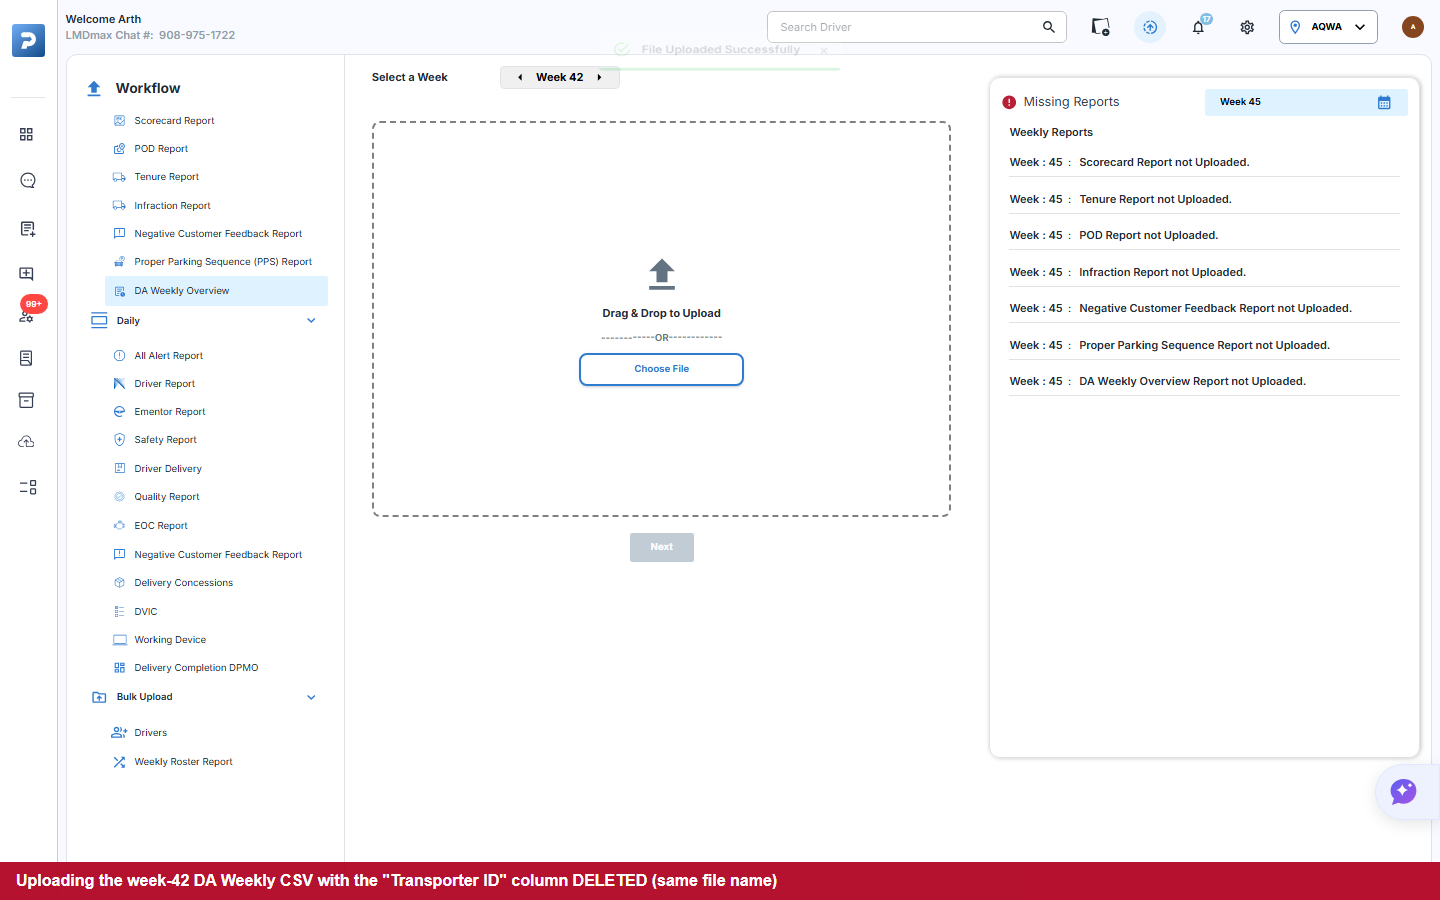 Welcome Arth
LMDmax Chat #: 908-975-1722
Search Driver
17
AQWA
A
File Uploaded Successfully
99+
Workflow
Scorecard Report
POD Report
Tenure Report
Infraction Report
Negative Customer Feedback Report
Proper Parking Sequence (PPS) Report
DA Weekly Overview
Daily
All Alert Report
Driver Report
Ementor Report
Safety Report
Driver Delivery
Quality Report
EOC Report
Negative Customer Feedback Report
Delivery Concessions
DVIC
Working Device
Delivery Completion DPMO
Bulk Upload
Drivers
Weekly Roster Report
Select a Week
Week 42
Drag & Drop to Upload
------------OR------------
Choose File
Next
Missing Reports
Week 45
Weekly Reports
Week : 45 : Scorecard Report not Uploaded.
Week : 45 : Tenure Report not Uploaded.
Week : 45 : POD Report not Uploaded.
Week : 45 : Infraction Report not Uploaded.
Week : 45 : Negative Customer Feedback Report not Uploaded.
Week : 45 : Proper Parking Sequence Report not Uploaded.
Week : 45 : DA Weekly Overview Report not Uploaded.
Uploading the week-42 DA Weekly CSV with the "Transporter ID" column DELETED (same file name)